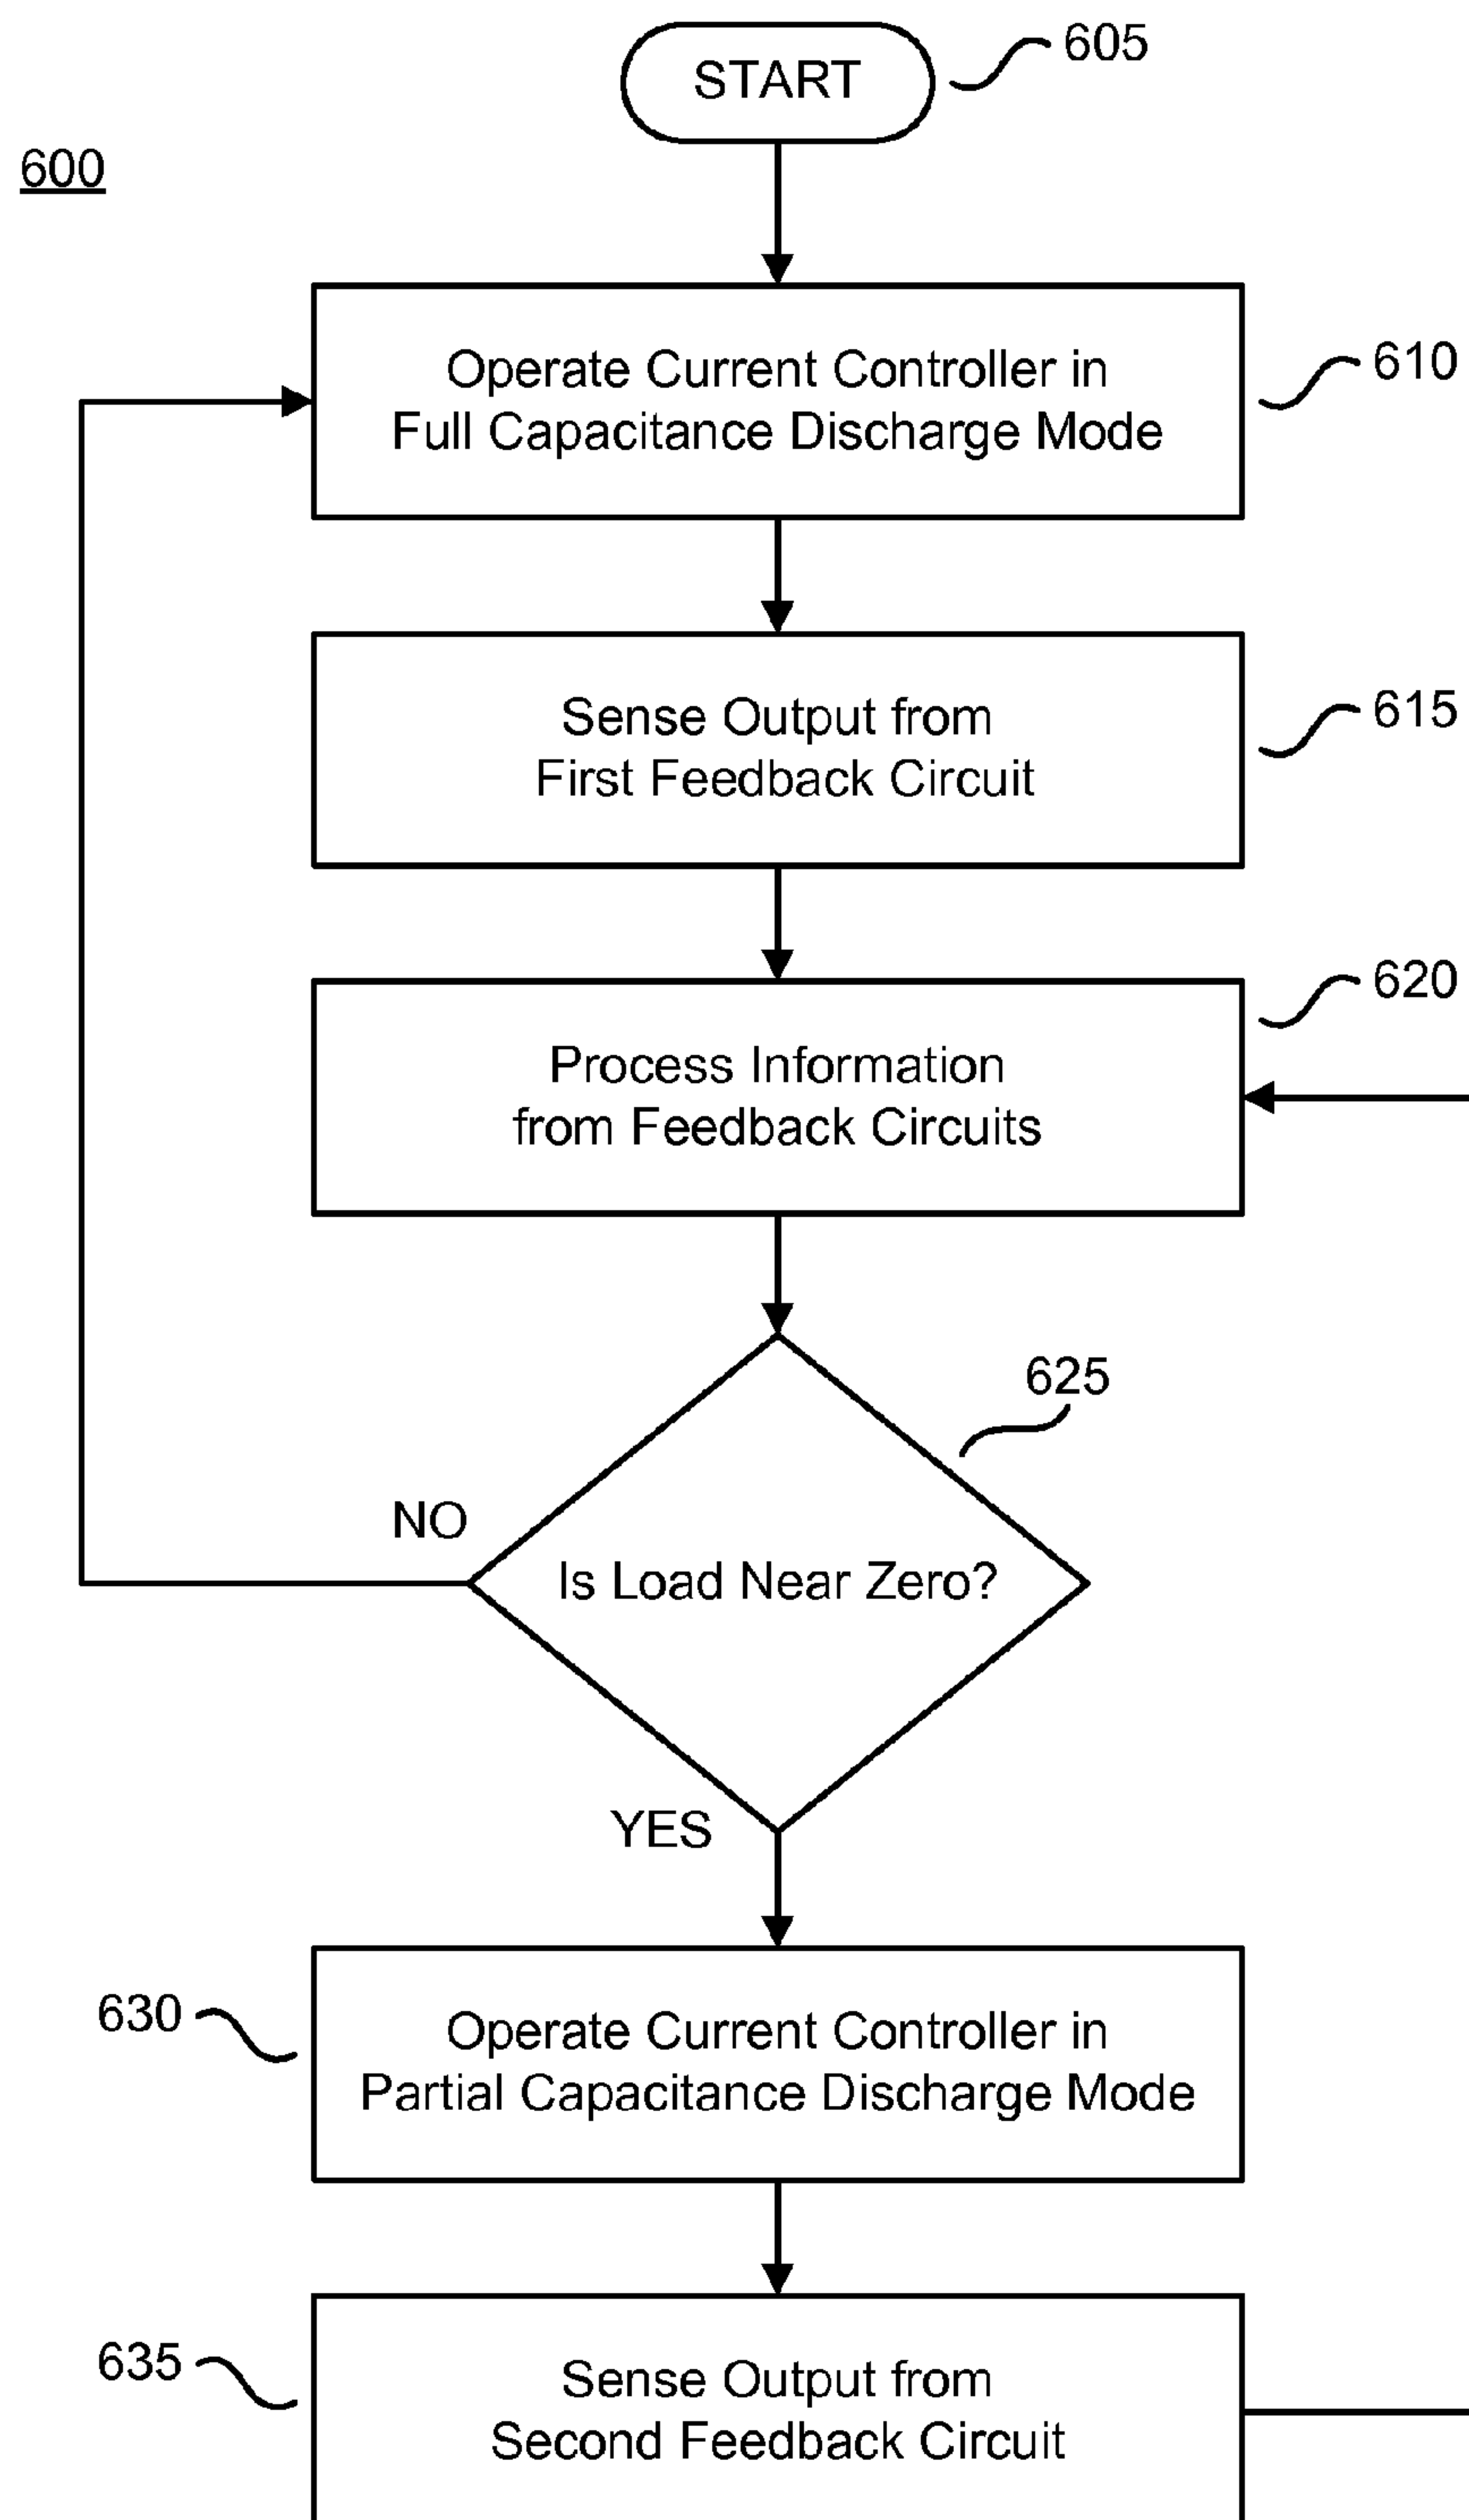 START
605
600
Operate Current Controller in
Full Capacitance Discharge Mode
610
Sense Output from
First Feedback Circuit
615
620
Process Information
from Feedback Circuits
625
NO
Is Load Near Zero?
YES
630
Operate Current Controller in
Partial Capacitance Discharge Mode
635
Sense Output from
Second Feedback Circuit